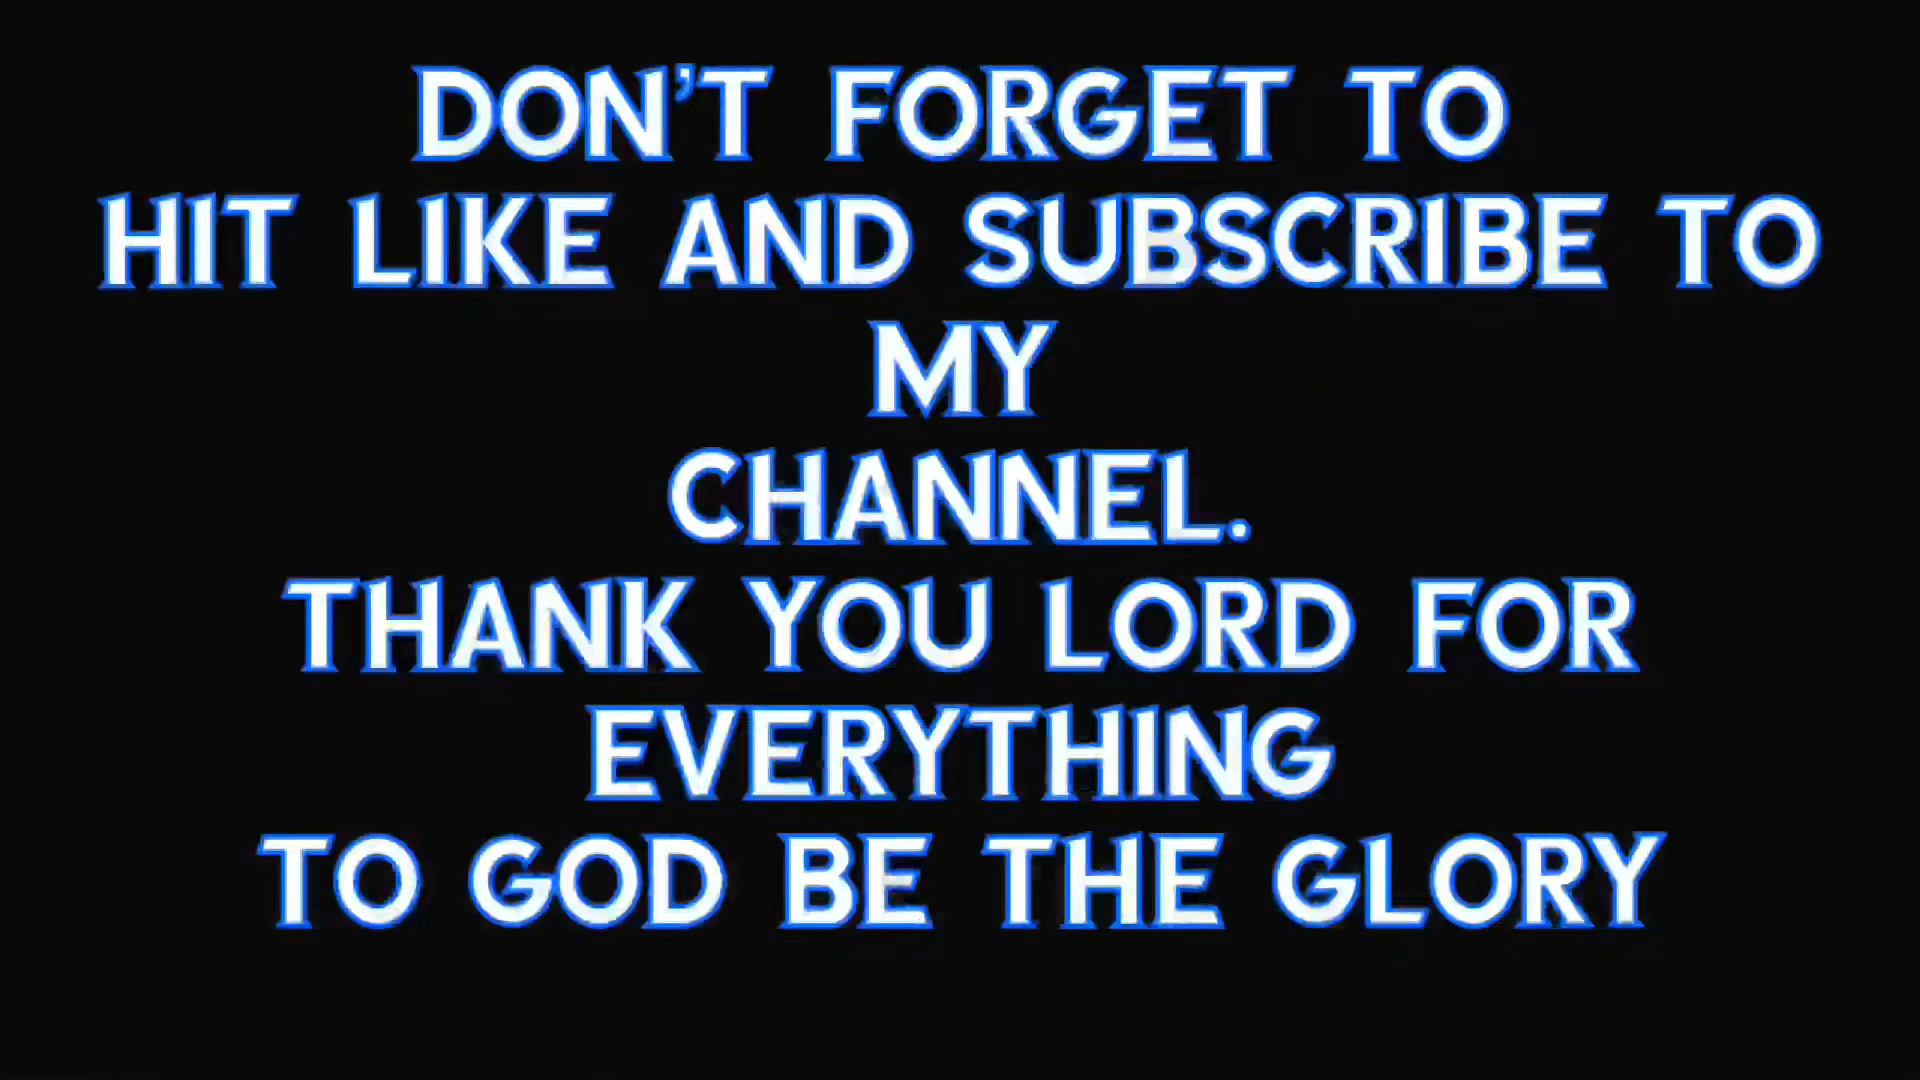 DON'T FORGET TO
HIT LIKE AND SUBSCRIBE TO
MY
CHANNEL.
THANK YOU LORD FOR
EVERYTHING
TO GOD BE THE GLORY